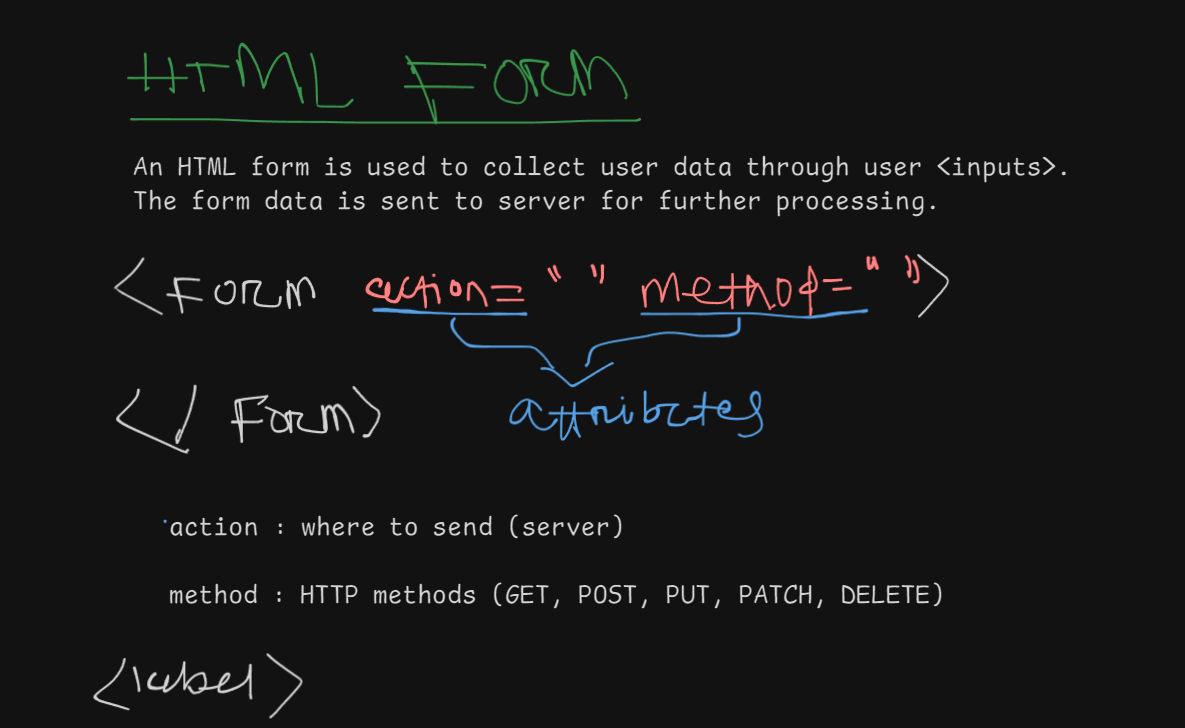 HTML FORM
An HTML form is used to collect user data through user <inputs>.
The form data is sent to server for further processing.
<Form action=" " method=" ">
</ Form>
attributes
action : where to send (server)
method : HTTP methods (GET, POST, PUT, PATCH, DELETE)
<label>